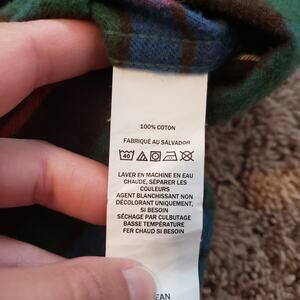 100% COTON
FABRIQUÉ AU SALVADOR
40
LAVER EN MACHINE EN EAU
CHAUDE, SÉPARER LES
COULEURS
AGENT BLANCHISSANT NON
DÉCOLORANT UNIQUEMENT,
SI BESOIN
SÉCHAGE PAR CULBUTAGE
BASSE TEMPÉRATURE
FER CHAUD SI BESOIN